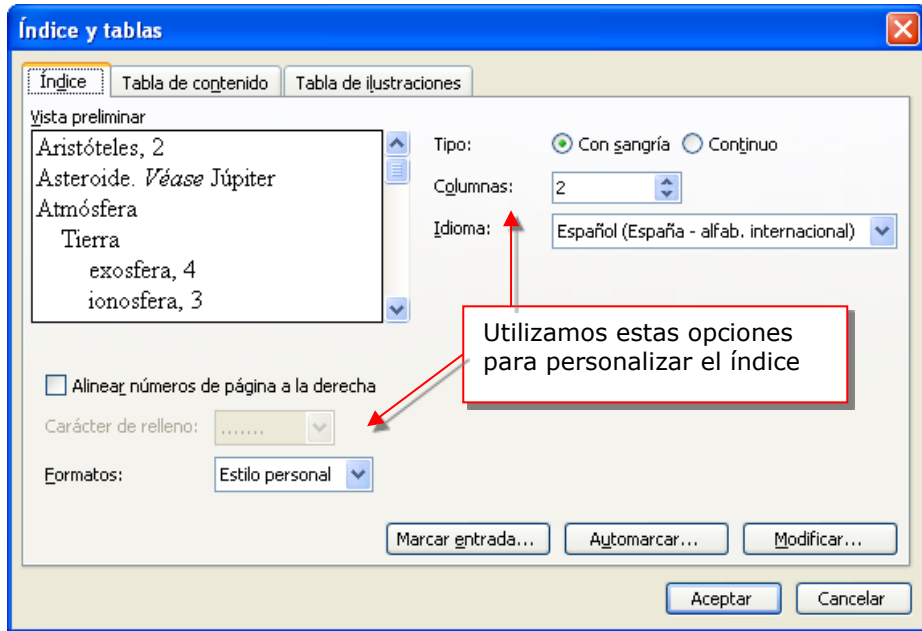 Índice y tablas
Índice
Tabla de contenido
Tabla de ilustraciones
Vista preliminar
Aristóteles, 2
Asteroide. Véase Júpiter
Atmósfera
Tierra
exosfera, 4
ionosfera, 3
Tipo:
Con sangría
Continuo
Columnas:
2
Idioma:
Español (España - alfab. internacional)
Utilizamos estas opciones
para personalizar el índice
Alinear números de página a la derecha
Carácter de relleno:
.......
Formatos:
Estilo personal
Marcar entrada...
Automarcar...
Modificar...
Aceptar
Cancelar